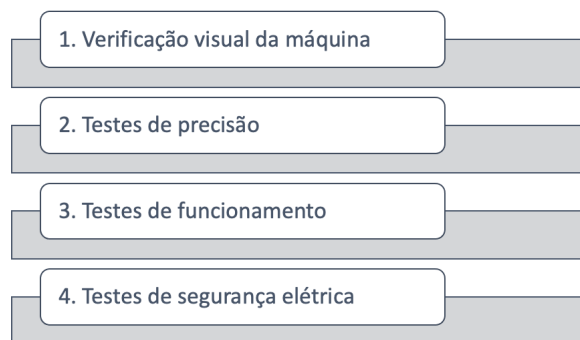 1. Verificação visual da máquina
2. Testes de precisão
3. Testes de funcionamento
4. Testes de segurança elétrica